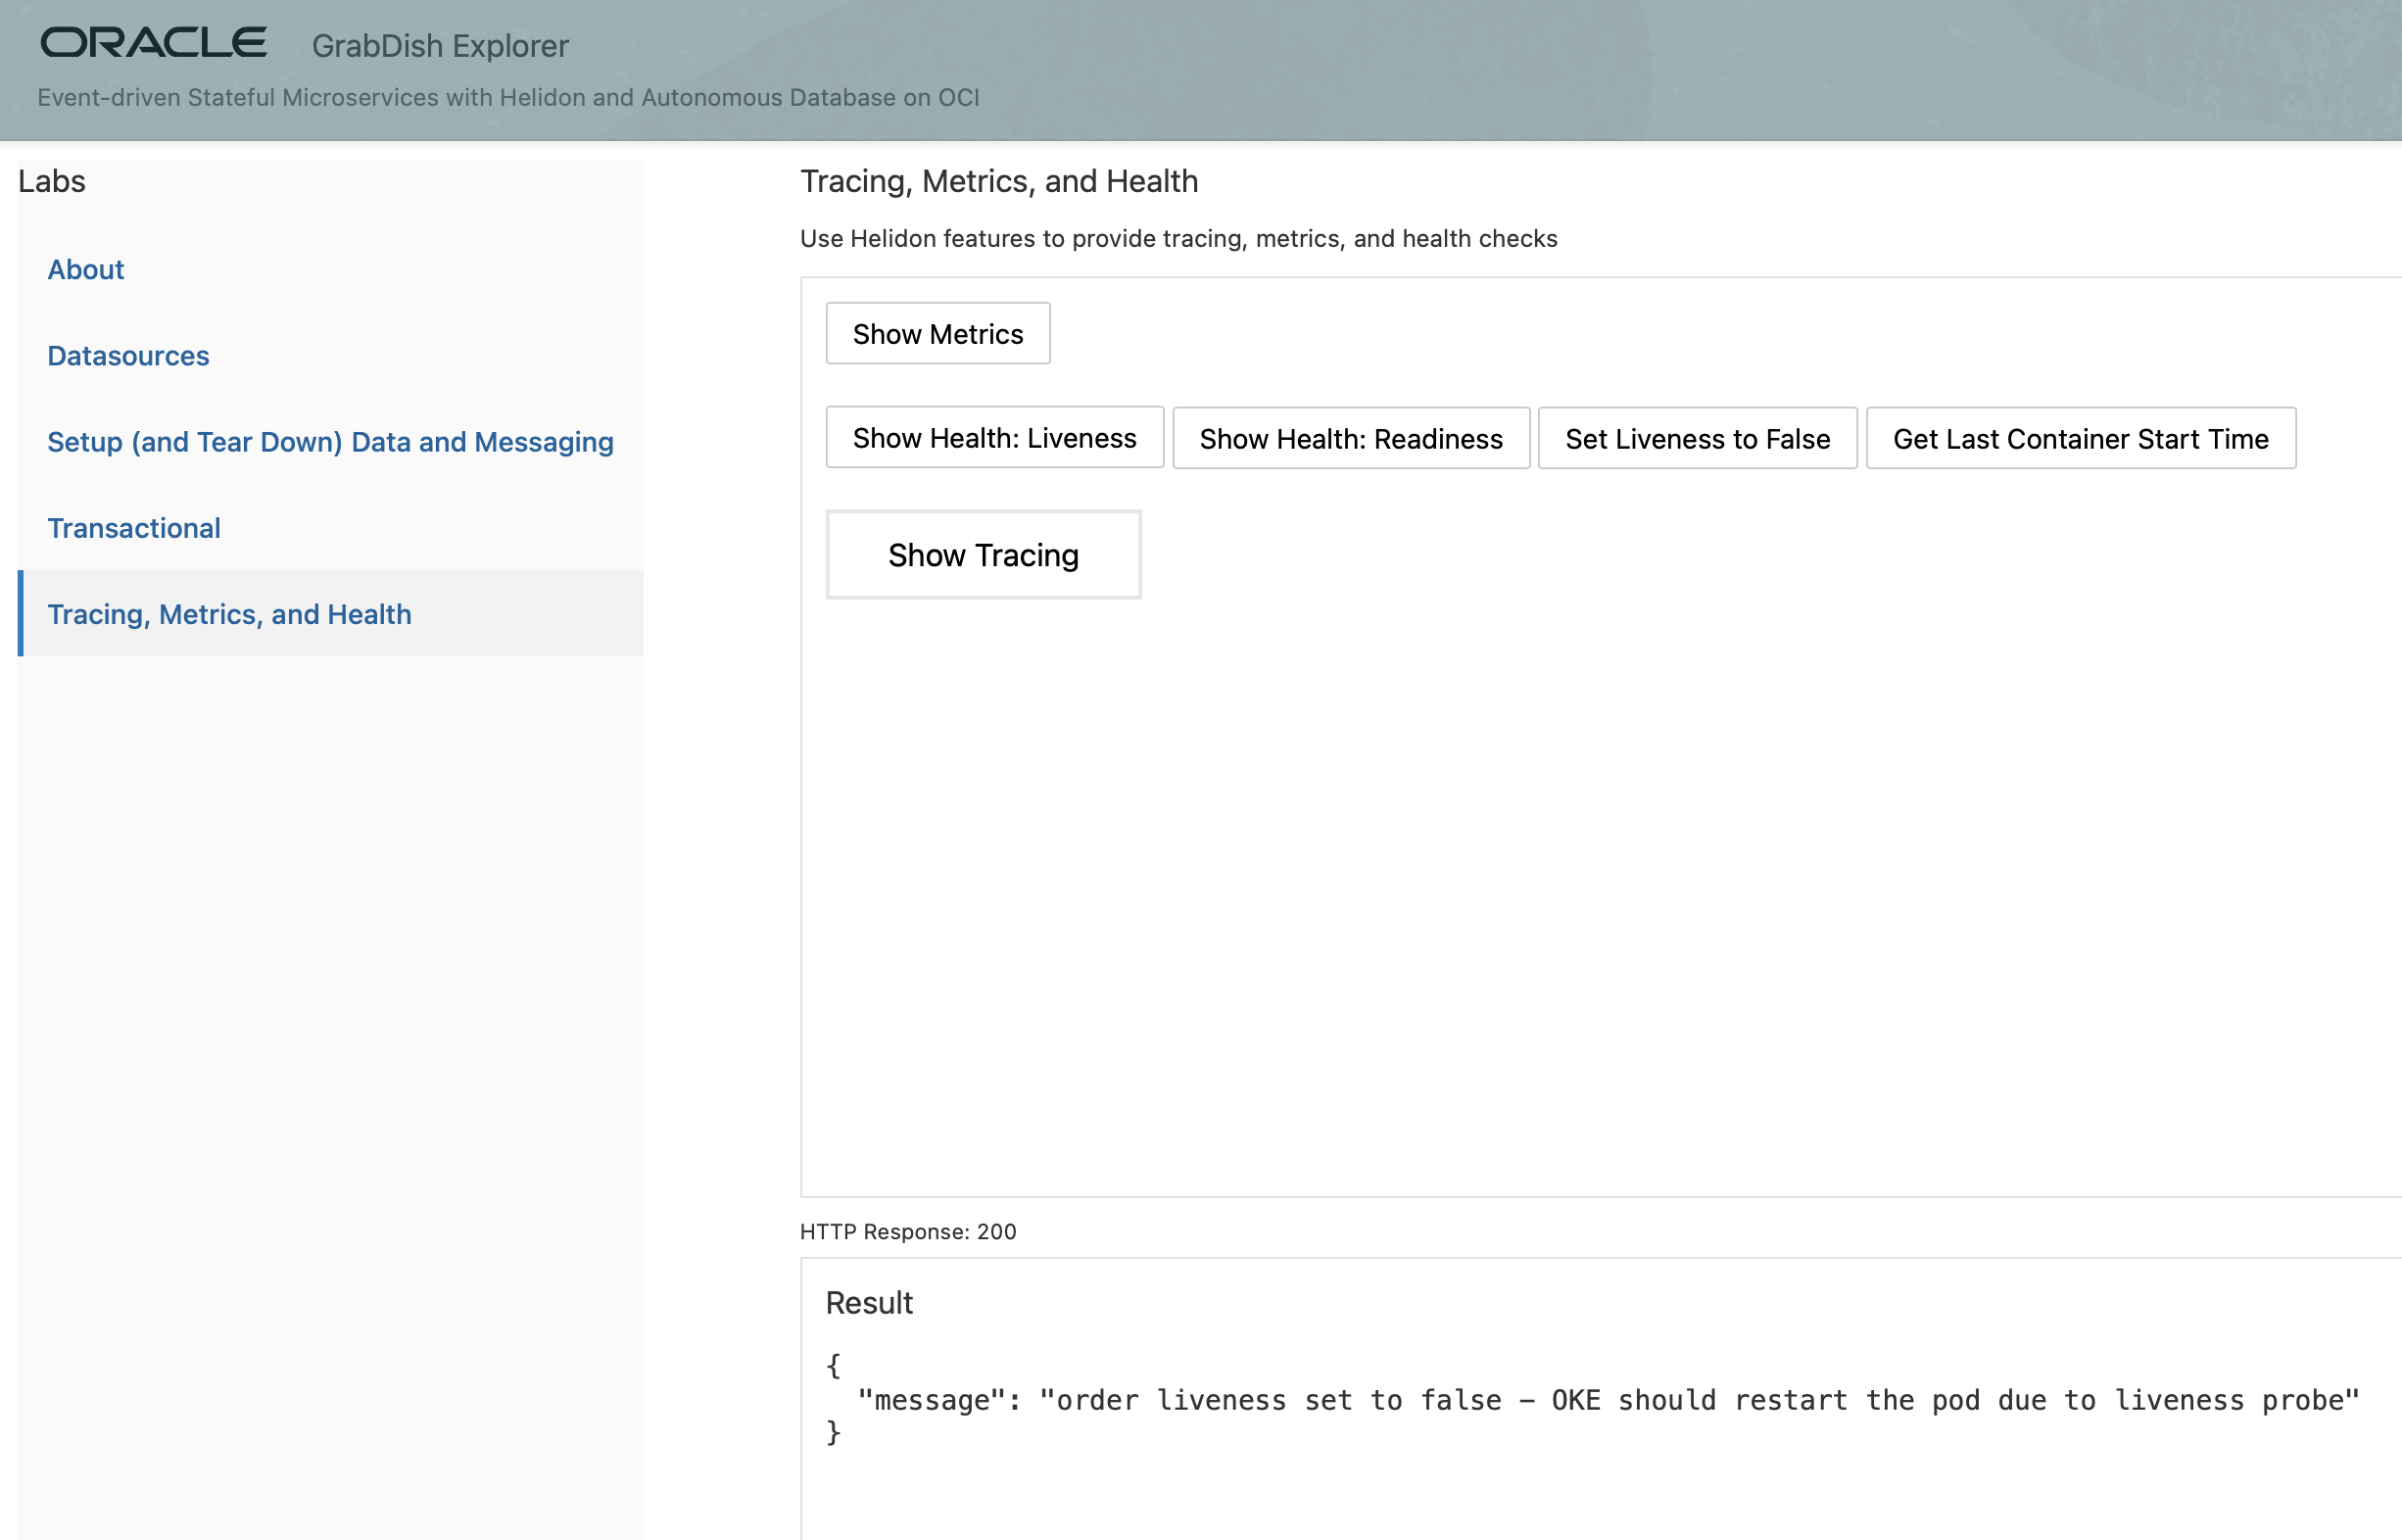 ORACLE GrabDish Explorer
Event-driven Stateful Microservices with Helidon and Autonomous Database on OCI
Labs
About
Datasources
Setup (and Tear Down) Data and Messaging
Transactional
Tracing, Metrics, and Health
Tracing, Metrics, and Health
Use Helidon features to provide tracing, metrics, and health checks
Show Metrics
Show Health: Liveness Show Health: Readiness Set Liveness to False Get Last Container Start Time
Show Tracing
HTTP Response: 200
Result
{
"message": "order liveness set to false – OKE should restart the pod due to liveness probe"
}